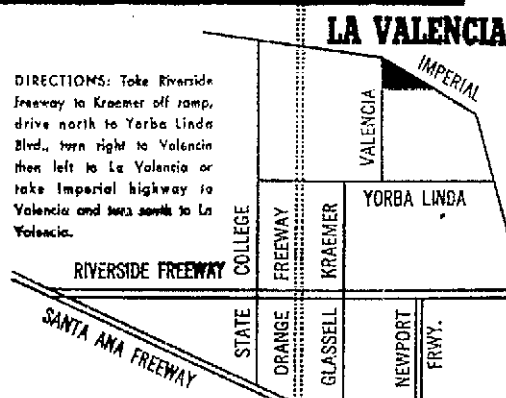 LA VALENCIA
DIRECTIONS: Take Riverside
Freeway to Kraemer off ramp,
drive north to Yorba Linda
Blvd., turn right to Valencia
then left to La Valencia or
take Imperial highway to
Valencia and turn south to La
Valencia.
IMPERIAL
VALENCIA
YORBA LINDA
RIVERSIDE FREEWAY
STATE COLLEGE
ORANGE FREEWAY
GLASSELL KRAEMER
NEWPORT
FRWY.
SANTA ANA FREEWAY